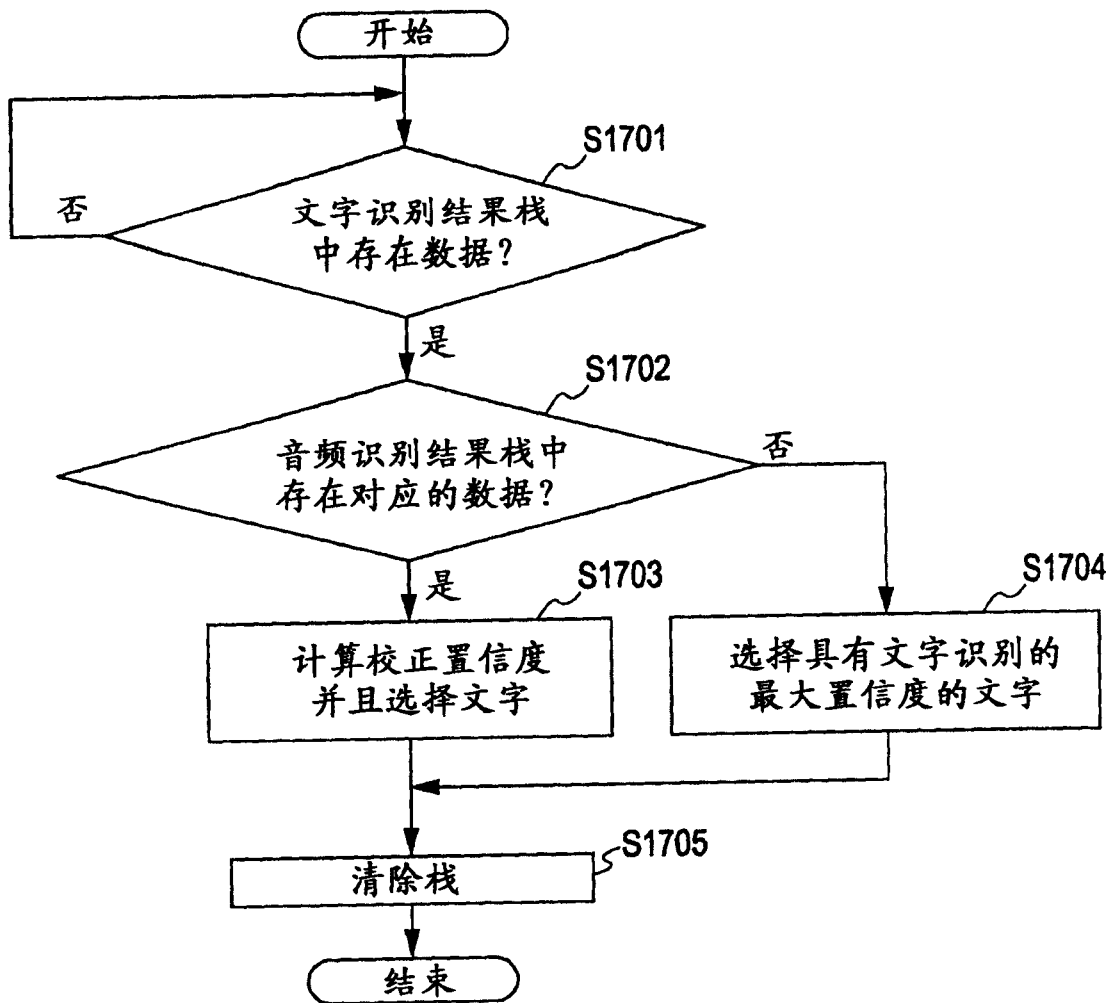 开始
S1701
文字识别结果栈
中存在数据?
否
是
S1702
音频识别结果栈中
存在对应的数据?
否
是
S1703
计算校正置信度
并且选择文字
S1704
选择具有文字识别的
最大置信度的文字
S1705
清除栈
结束